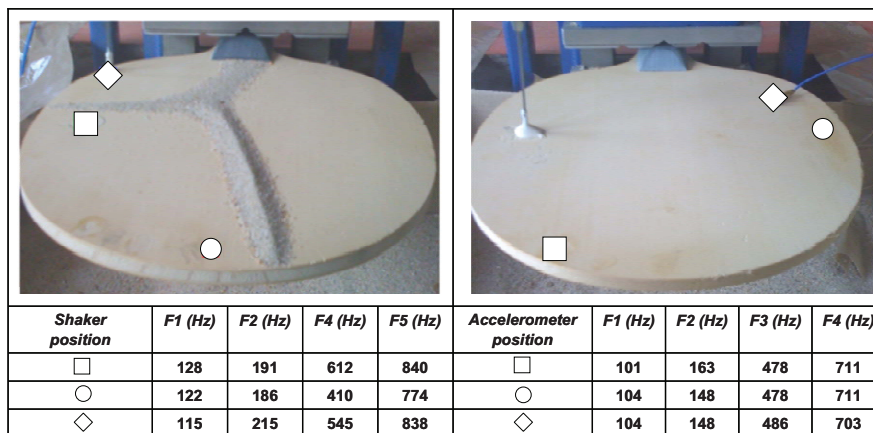 Shaker position F1 (Hz) F2 (Hz) F4 (Hz) F5 (Hz) Accelerometer position F1 (Hz) F2 (Hz) F3 (Hz) F4 (Hz)
128 191 612 840 101 163 478 711
122 186 410 774 104 148 478 711
115 215 545 838 104 148 486 703